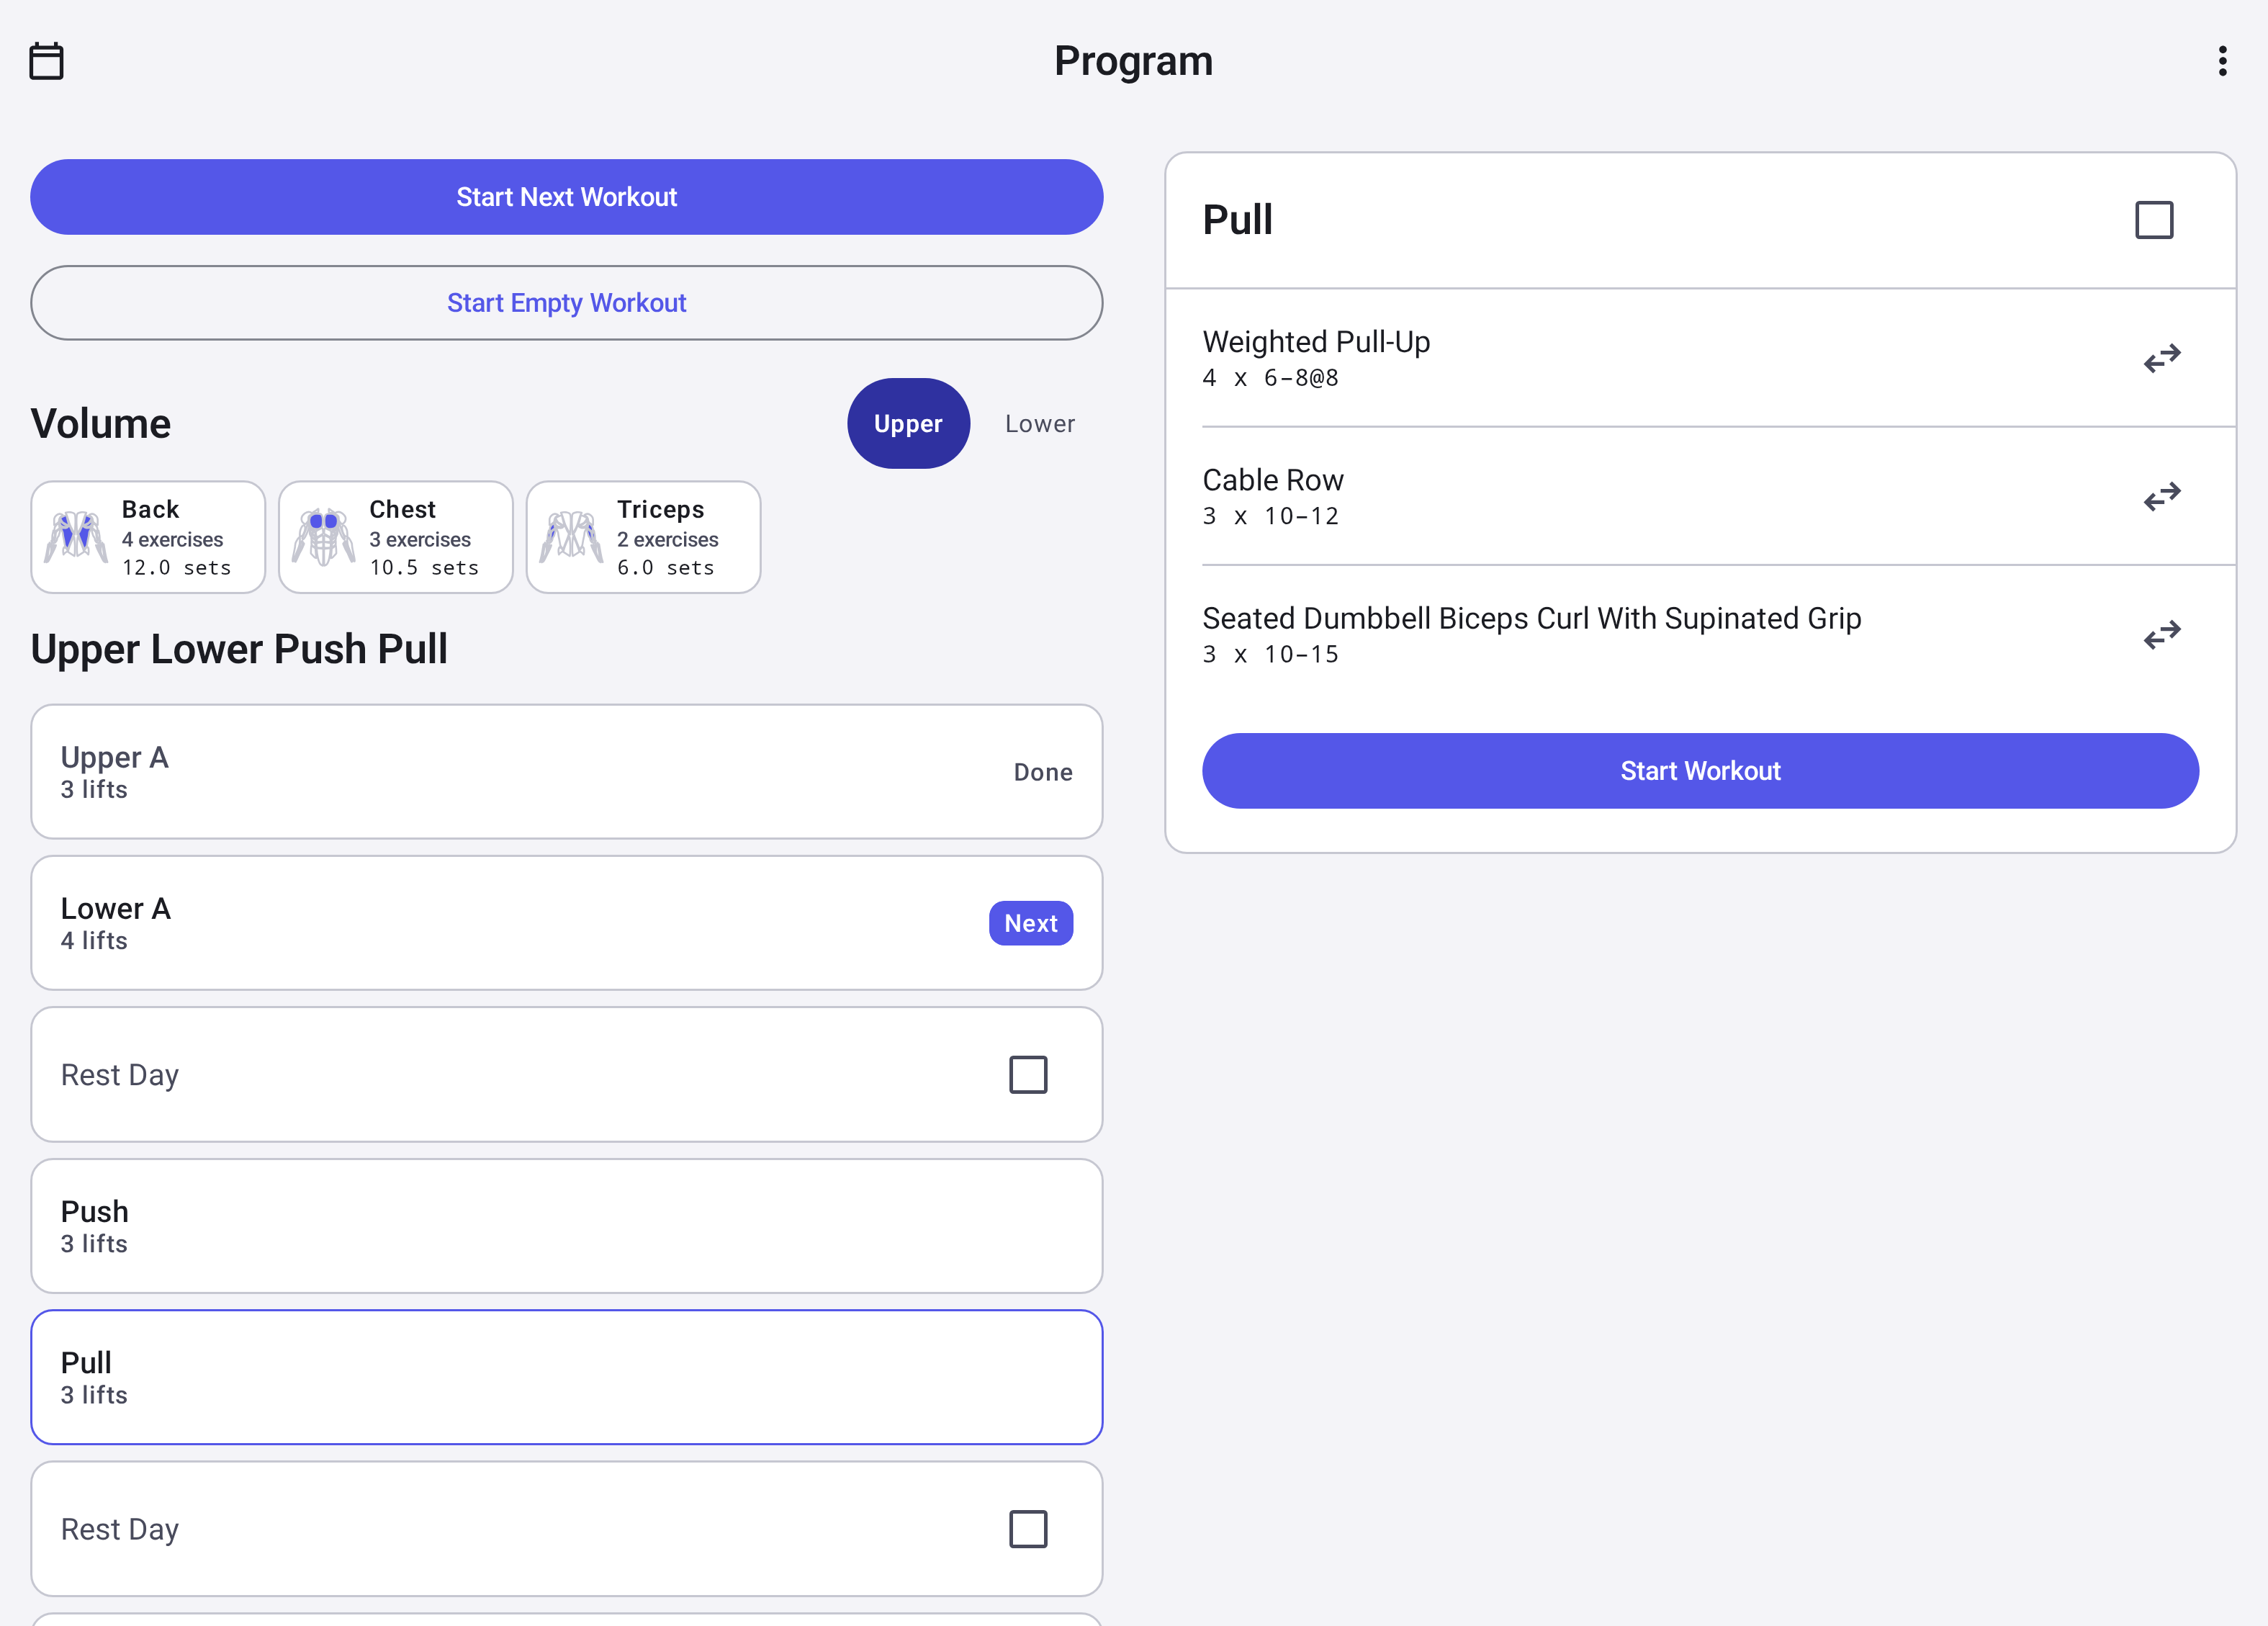 Program
Start Next Workout
Start Empty Workout
Volume
Upper
Lower
Back
4 exercises
12.0 sets
Chest
3 exercises
10.5 sets
Triceps
2 exercises
6.0 sets
Upper Lower Push Pull
Upper A
3 lifts
Done
Lower A
4 lifts
Next
Rest Day
Push
3 lifts
Pull
3 lifts
Rest Day
Pull
Weighted Pull-Up
4 x 6–8@8
Cable Row
3 x 10–12
Seated Dumbbell Biceps Curl With Supinated Grip
3 x 10–15
Start Workout